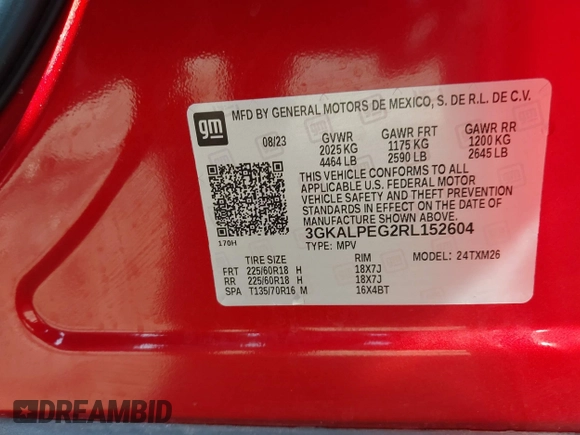 MFD BY GENERAL MOTORS DE MEXICO, S. DE R.L. DE C.V.
gm
08/23 GVWR GAWR FRT GAWR RR
2025 KG 1175 KG 1200 KG
4464 LB 2590 LB 2645 LB
THIS VEHICLE CONFORMS TO ALL
APPLICABLE U.S. FEDERAL MOTOR
VEHICLE SAFETY AND THEFT PREVENTION
STANDARDS IN EFFECT ON THE DATE OF
MANUFACTURE SHOWN ABOVE.
3GKALPEG2RL152604
170H TYPE: MPV MODEL: 24TXM26
TIRE SIZE RIM
FRT 225/60R18 H 18X7J
RR 225/60R18 H 18X7J
SPA T135/70R16 M 16X4BT
DREAMBID